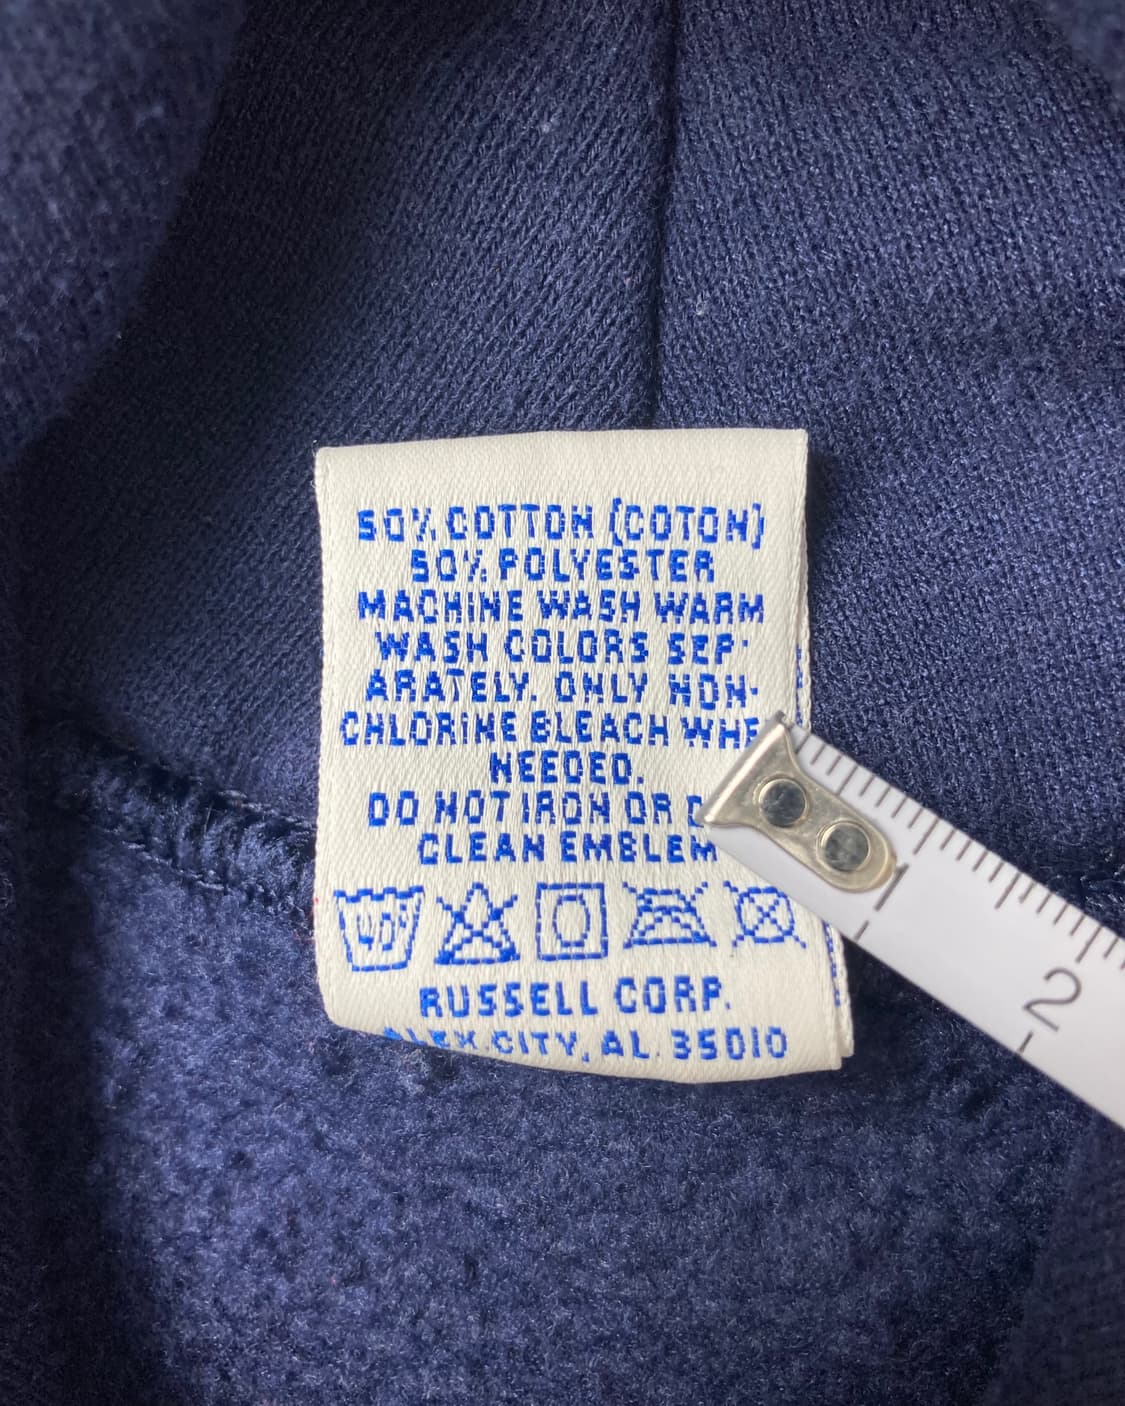 50% COTTON (COTON)
50% POLYESTER
MACHINE WASH WARM
WASH COLORS SEP-
ARATELY. ONLY NON-
CHLORINE BLEACH WHE
NEEDED.
DO NOT IRON OR D
CLEAN EMBLEM
40°
RUSSELL CORP.
ALEX.CITY, AL. 35010
1
2